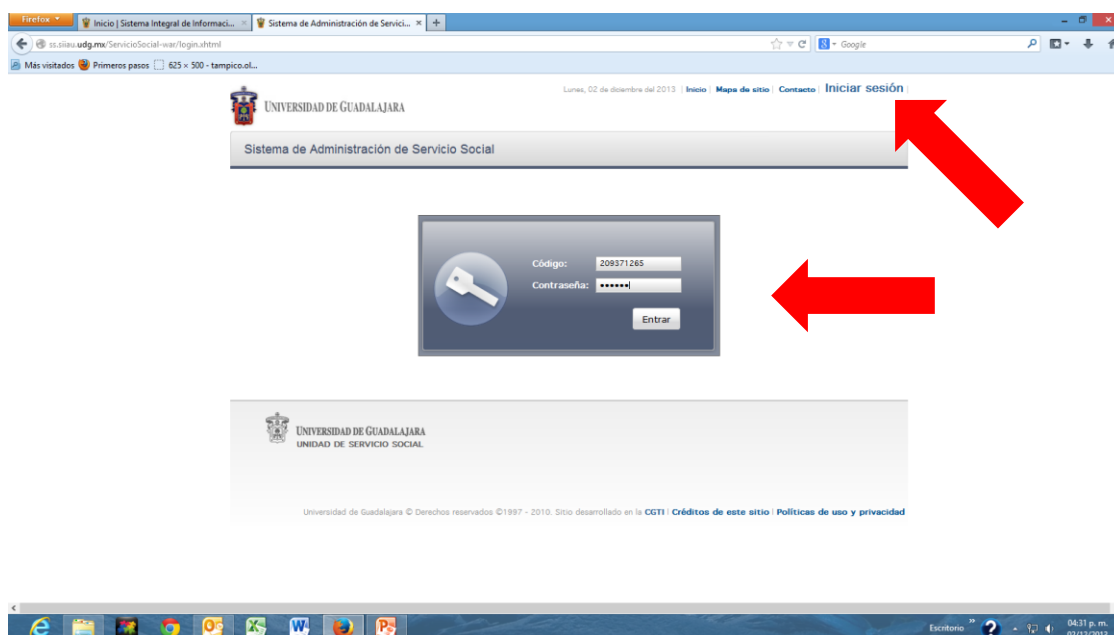 Firefox
Inicio | Sistema Integral de Informaci...
Sistema de Administración de Servici...
ss.siiau.udg.mx/ServicioSocial-war/login.xhtml
Google
Más visitados
Primeros pasos
625 × 500 - tampico.ol...
UNIVERSIDAD DE GUADALAJARA
Lunes, 02 de diciembre del 2013 | Inicio | Mapa de sitio | Contacto | Iniciar sesión |
Sistema de Administración de Servicio Social
Código: 209371265
Contraseña: ••••••
Entrar
UNIVERSIDAD DE GUADALAJARA
UNIDAD DE SERVICIO SOCIAL
Universidad de Guadalajara © Derechos reservados ©1997 - 2010. Sitio desarrollado en la CGTI | Créditos de este sitio | Políticas de uso y privacidad
Escritorio
04:31 p. m.
02/12/2013